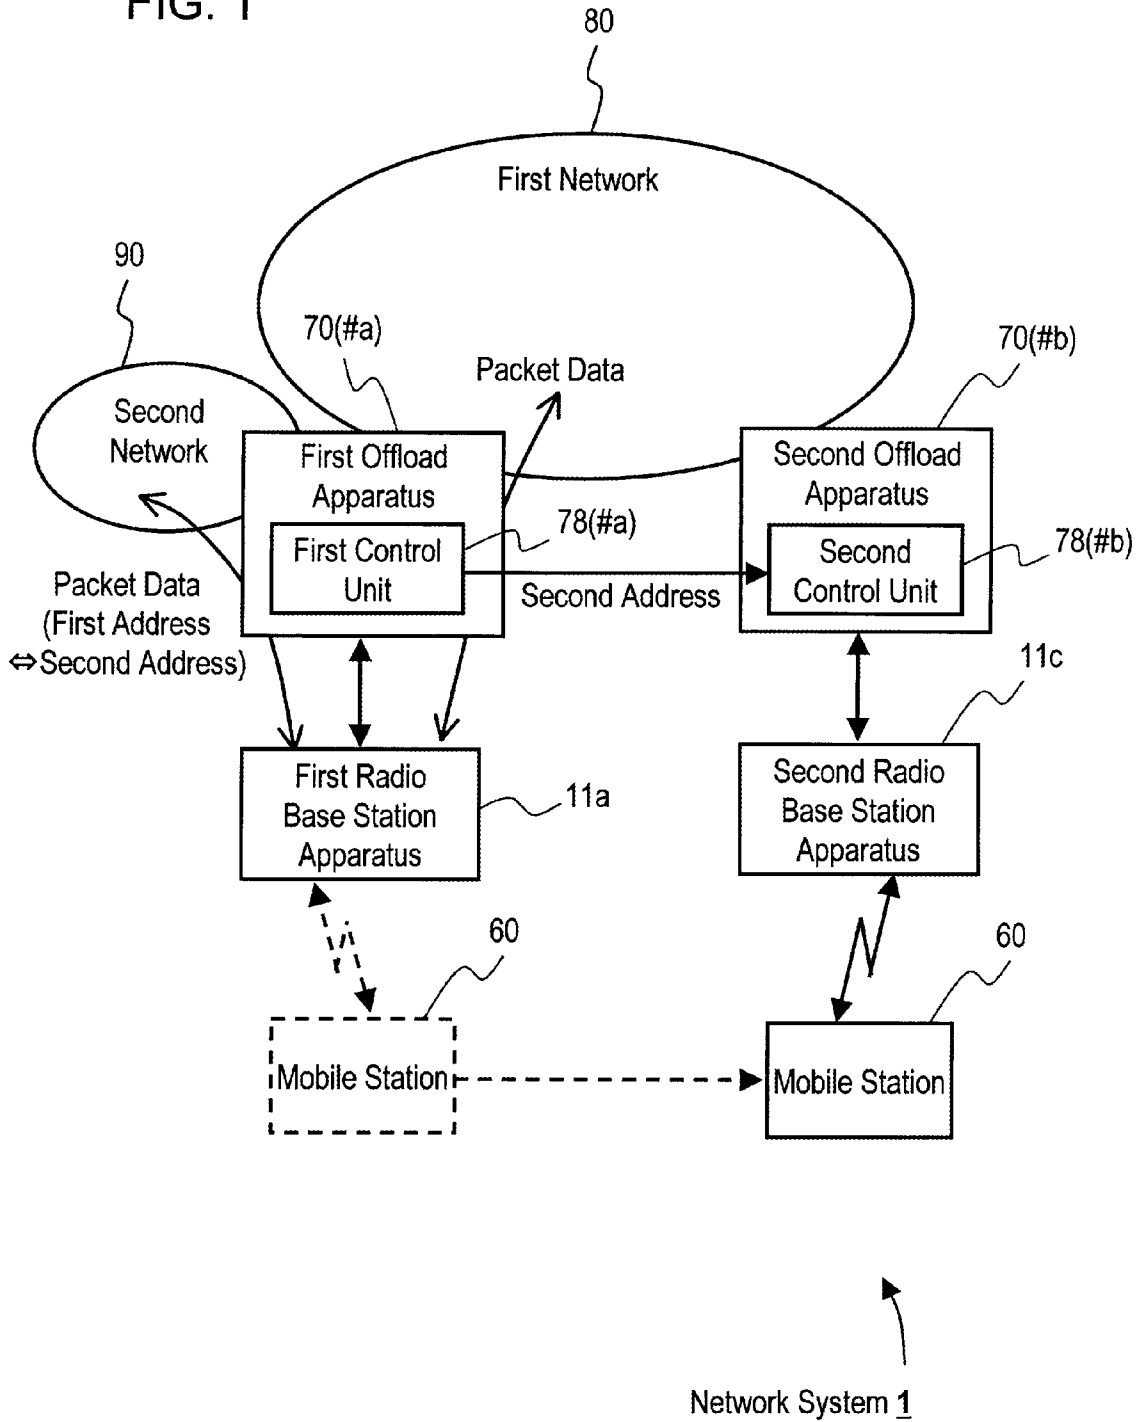 FIG. 1
80
First Network
90
70(#a)
70(#b)
Packet Data
Second
Network
First Offload
Apparatus
Second Offload
Apparatus
78(#a)
78(#b)
First Control
Unit
Second
Control Unit
Second Address
Packet Data
(First Address
⇔Second Address)
11c
First Radio
Base Station
Apparatus
11a
Second Radio
Base Station
Apparatus
60
60
Mobile Station
Mobile Station
Network System 1